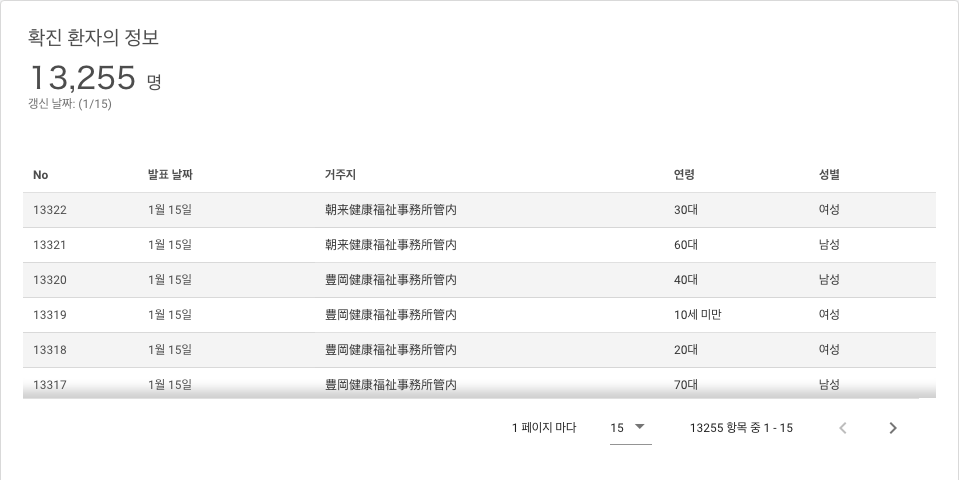 확진 환자의 정보
13,255 명
갱신 날짜: (1/15)
No 발표 날짜 거주지 연령 성별
13322 1월 15일 朝来健康福祉事務所管内 30대 여성
13321 1월 15일 朝来健康福祉事務所管内 60대 남성
13320 1월 15일 豊岡健康福祉事務所管内 40대 남성
13319 1월 15일 豊岡健康福祉事務所管内 10세 미만 여성
13318 1월 15일 豊岡健康福祉事務所管内 20대 여성
13317 1월 15일 豊岡健康福祉事務所管内 70대 남성
1 페이지 마다 15 13255 항목 중 1 - 15